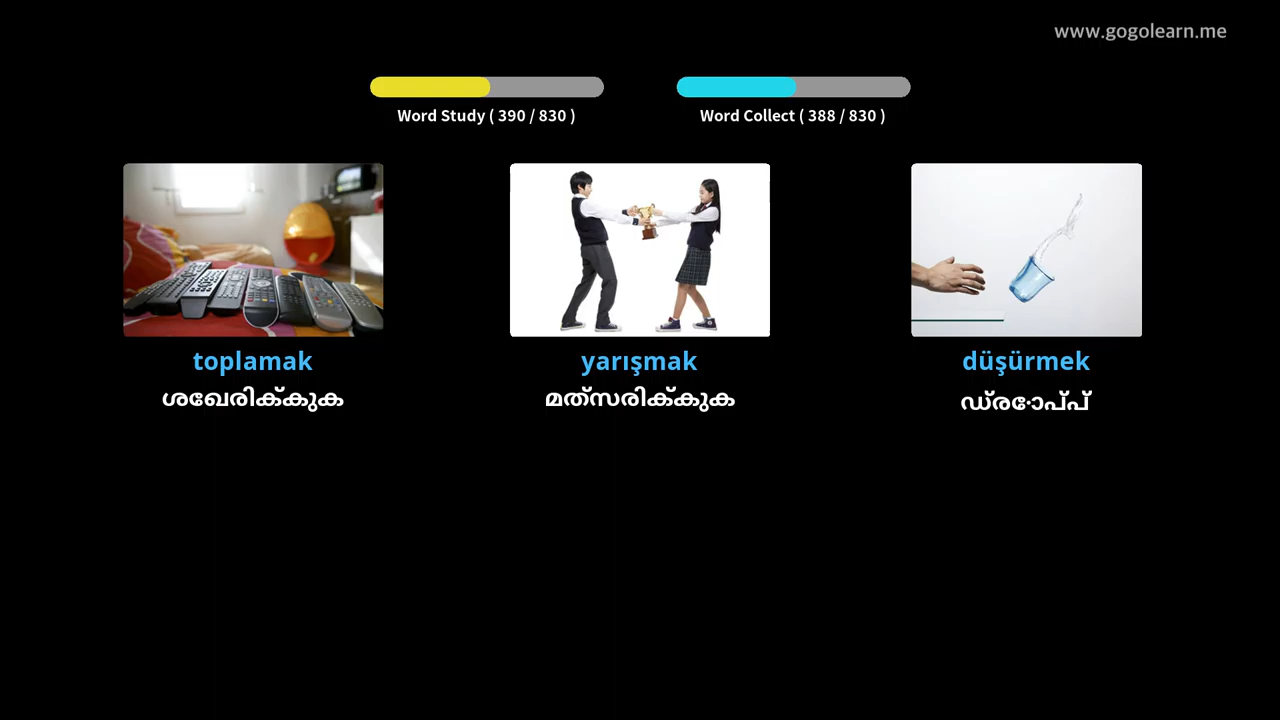 www.gogolearn.me
Word Study ( 390 / 830 )
Word Collect ( 388 / 830 )
toplamak
yarışmak
düşürmek
ശഖേരിക്കുക
മത്സരിക്കുക
ഡ്രോപ്പ്